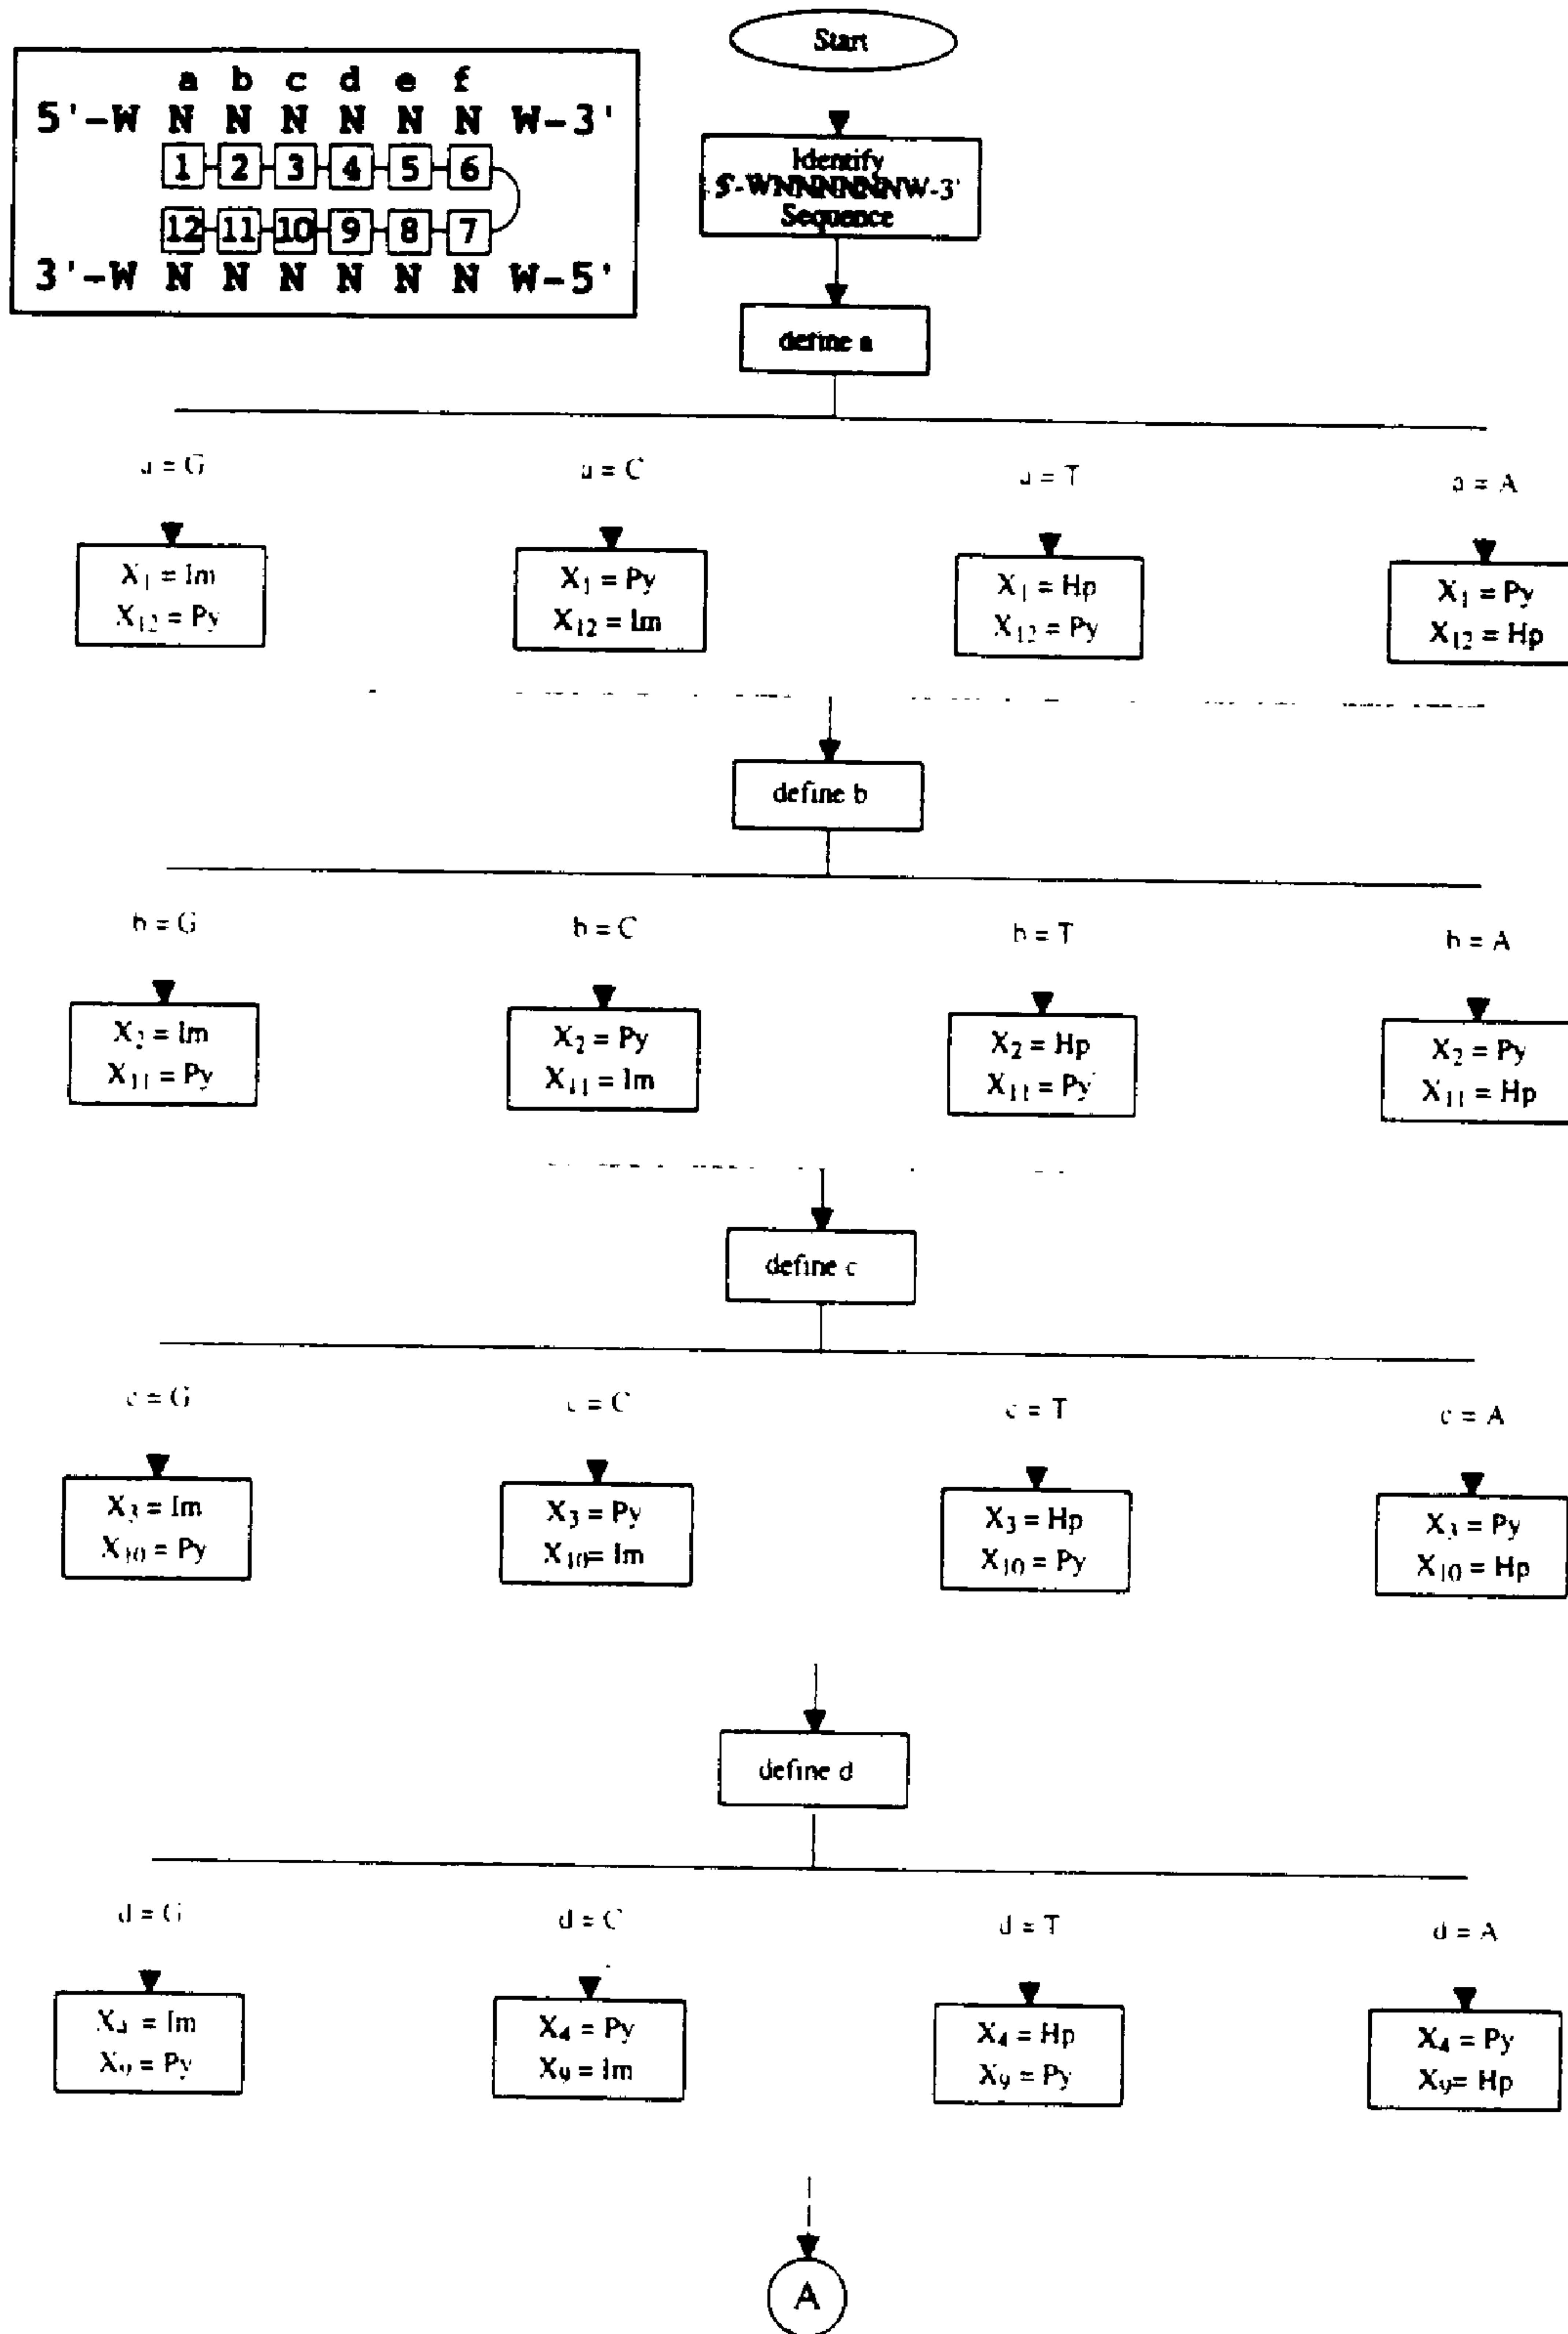 Start
a b c d e f
5'-W N N N N N N W-3'
1 2 3 4 5 6
12 11 10 9 8 7
3'-W N N N N N N W-5'
Identify
5'-WNNNNNNW-3'
Sequence
define a
a = G
a = C
a = T
a = A
X₁ = Im
X₁₂ = Py
X₁ = Py
X₁₂ = Im
X₁ = Hp
X₁₂ = Py
X₁ = Py
X₁₂ = Hp
define b
b = G
b = C
b = T
b = A
X₂ = Im
X₁₁ = Py
X₂ = Py
X₁₁ = Im
X₂ = Hp
X₁₁ = Py
X₂ = Py
X₁₁ = Hp
define c
c = G
c = C
c = T
c = A
X₃ = Im
X₁₀ = Py
X₃ = Py
X₁₀= Im
X₃ = Hp
X₁₀ = Py
X₃ = Py
X₁₀ = Hp
define d
d = G
d = C
d = T
d = A
X₄ = Im
X₉ = Py
X₄ = Py
X₉ = Im
X₄ = Hp
X₉ = Py
X₄ = Py
X₉= Hp
A